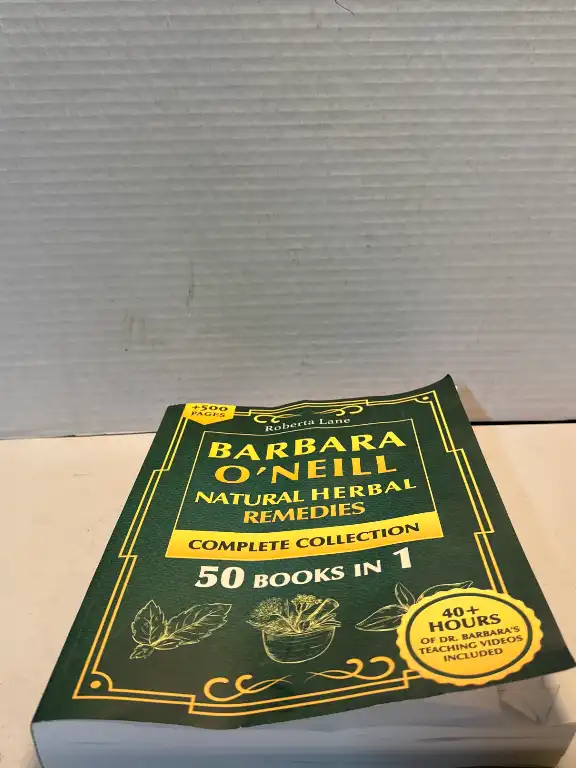 +500
PAGES
Roberta Lane
BARBARA
O'NEILL
NATURAL HERBAL
REMEDIES
COMPLETE COLLECTION
50 BOOKS IN 1
40+
HOURS
OF DR. BARBARA'S
TEACHING VIDEOS
INCLUDED